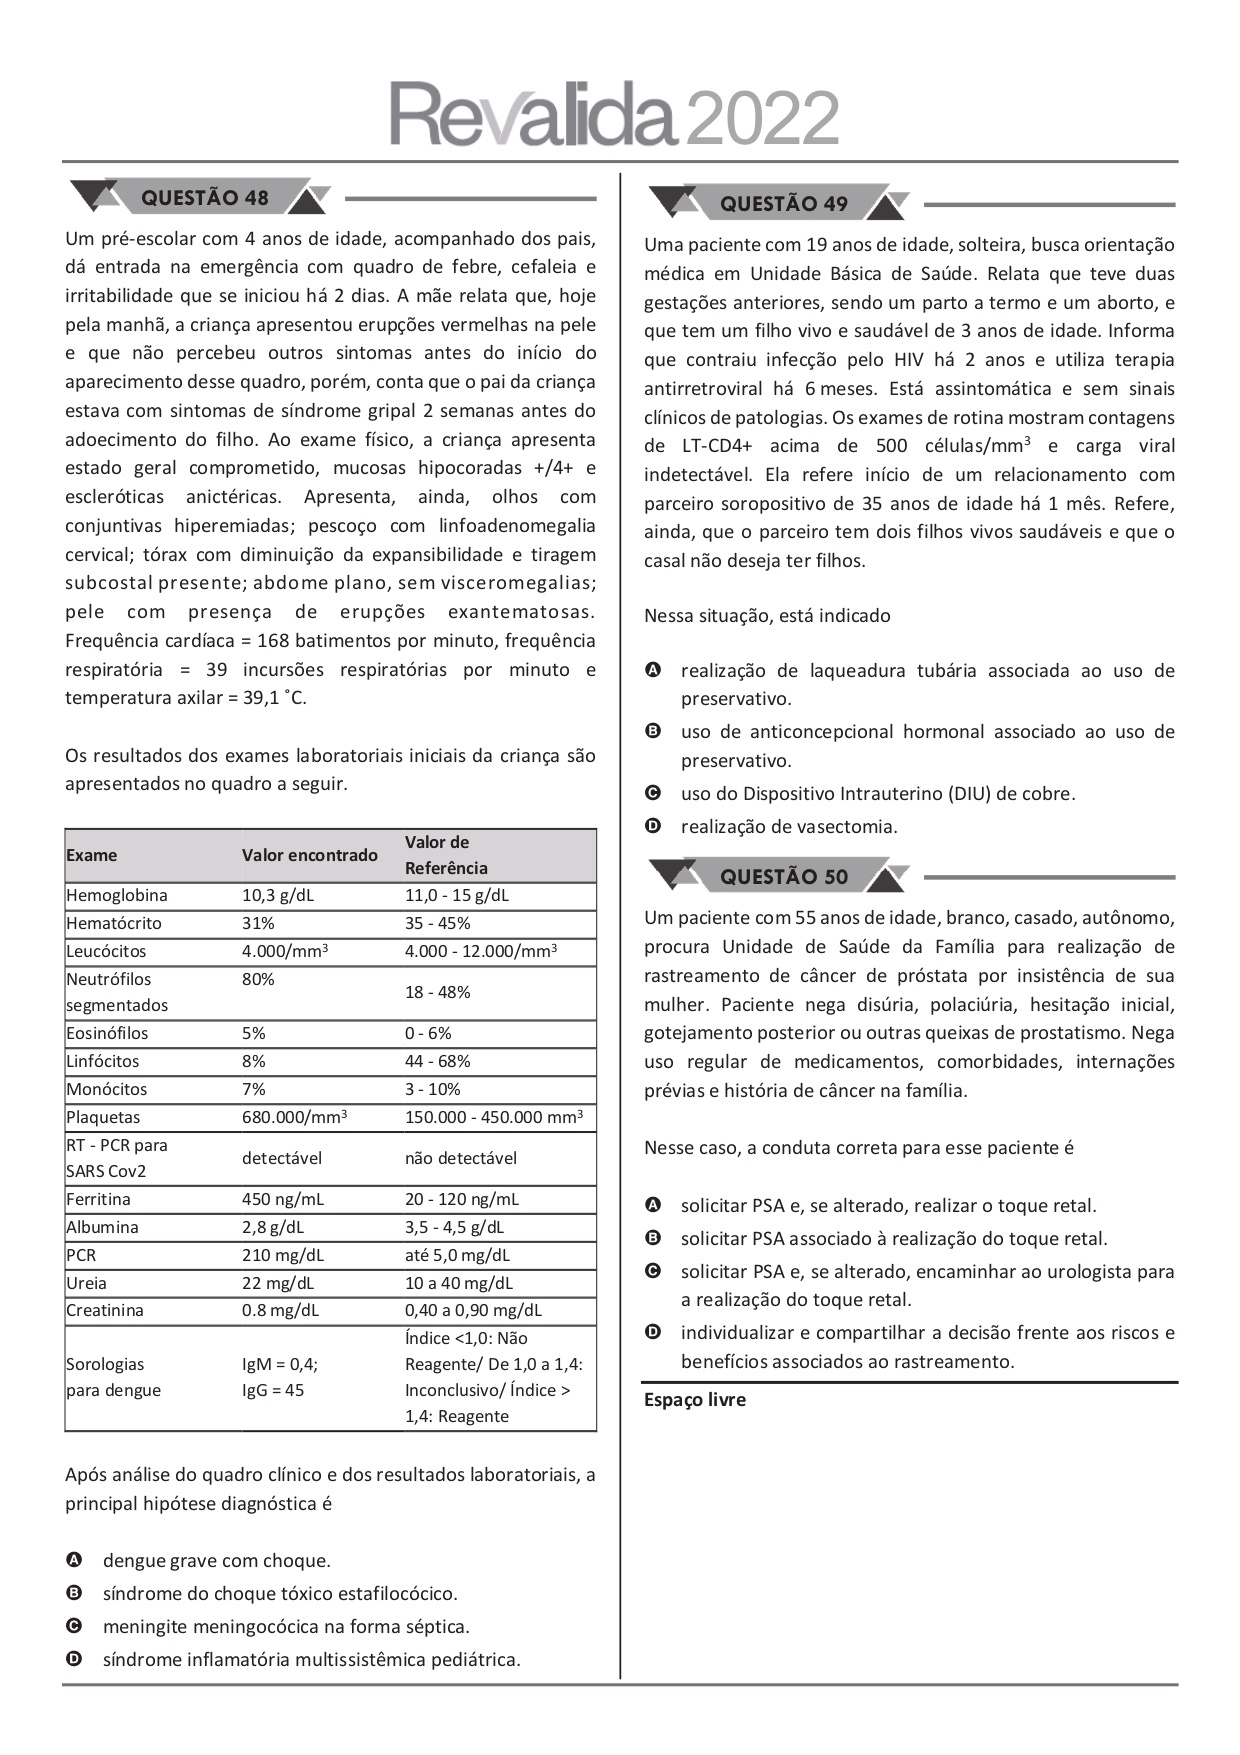 Revalida 2022
QUESTÃO 48
Um pré-escolar com 4 anos de idade, acompanhado dos pais,
dá entrada na emergência com quadro de febre, cefaleia e
irritabilidade que se iniciou há 2 dias. A mãe relata que, hoje
pela manhã, a criança apresentou erupções vermelhas na pele
e que não percebeu outros sintomas antes do início do
aparecimento desse quadro, porém, conta que o pai da criança
estava com sintomas de síndrome gripal 2 semanas antes do
adoecimento do filho. Ao exame físico, a criança apresenta
estado geral comprometido, mucosas hipocoradas +/4+ e
escleróticas anictéricas. Apresenta, ainda, olhos com
conjuntivas hiperemiadas; pescoço com linfoadenomegalia
cervical; tórax com diminuição da expansibilidade e tiragem
subcostal presente; abdome plano, sem visceromegalias;
pele com presença de erupções exantematosas.
Frequência cardíaca = 168 batimentos por minuto, frequência
respiratória = 39 incursões respiratórias por minuto e
temperatura axilar = 39,1 ˚C.
Os resultados dos exames laboratoriais iniciais da criança são
apresentados no quadro a seguir.
Exame Valor encontrado Valor de
Referência
Hemoglobina 10,3 g/dL 11,0 - 15 g/dL
Hematócrito 31% 35 - 45%
Leucócitos 4.000/mm³ 4.000 - 12.000/mm³
Neutrófilos
segmentados 80% 18 - 48%
Eosinófilos 5% 0 - 6%
Linfócitos 8% 44 - 68%
Monócitos 7% 3 - 10%
Plaquetas 680.000/mm³ 150.000 - 450.000 mm³
RT - PCR para
SARS Cov2 detectável não detectável
Ferritina 450 ng/mL 20 - 120 ng/mL
Albumina 2,8 g/dL 3,5 - 4,5 g/dL
PCR 210 mg/dL até 5,0 mg/dL
Ureia 22 mg/dL 10 a 40 mg/dL
Creatinina 0.8 mg/dL 0,40 a 0,90 mg/dL
Sorologias
para dengue
IgM = 0,4;
IgG = 45
Índice <1,0: Não
Reagente/ De 1,0 a 1,4:
Inconclusivo/ Índice >
1,4: Reagente
Após análise do quadro clínico e dos resultados laboratoriais, a
principal hipótese diagnóstica é
A dengue grave com choque.
B síndrome do choque tóxico estafilocócico.
C meningite meningocócica na forma séptica.
D síndrome inflamatória multissistêmica pediátrica.
QUESTÃO 49
Uma paciente com 19 anos de idade, solteira, busca orientação
médica em Unidade Básica de Saúde. Relata que teve duas
gestações anteriores, sendo um parto a termo e um aborto, e
que tem um filho vivo e saudável de 3 anos de idade. Informa
que contraiu infecção pelo HIV há 2 anos e utiliza terapia
antirretroviral há 6 meses. Está assintomática e sem sinais
clínicos de patologias. Os exames de rotina mostram contagens
de LT-CD4+ acima de 500 células/mm³ e carga viral
indetectável. Ela refere início de um relacionamento com
parceiro soropositivo de 35 anos de idade há 1 mês. Refere,
ainda, que o parceiro tem dois filhos vivos saudáveis e que o
casal não deseja ter filhos.
Nessa situação, está indicado
A realização de laqueadura tubária associada ao uso de
preservativo.
B uso de anticoncepcional hormonal associado ao uso de
preservativo.
C uso do Dispositivo Intrauterino (DIU) de cobre.
D realização de vasectomia.
QUESTÃO 50
Um paciente com 55 anos de idade, branco, casado, autônomo,
procura Unidade de Saúde da Família para realização de
rastreamento de câncer de próstata por insistência de sua
mulher. Paciente nega disúria, polaciúria, hesitação inicial,
gotejamento posterior ou outras queixas de prostatismo. Nega
uso regular de medicamentos, comorbidades, internações
prévias e história de câncer na família.
Nesse caso, a conduta correta para esse paciente é
A solicitar PSA e, se alterado, realizar o toque retal.
B solicitar PSA associado à realização do toque retal.
C solicitar PSA e, se alterado, encaminhar ao urologista para
a realização do toque retal.
D individualizar e compartilhar a decisão frente aos riscos e
benefícios associados ao rastreamento.
Espaço livre